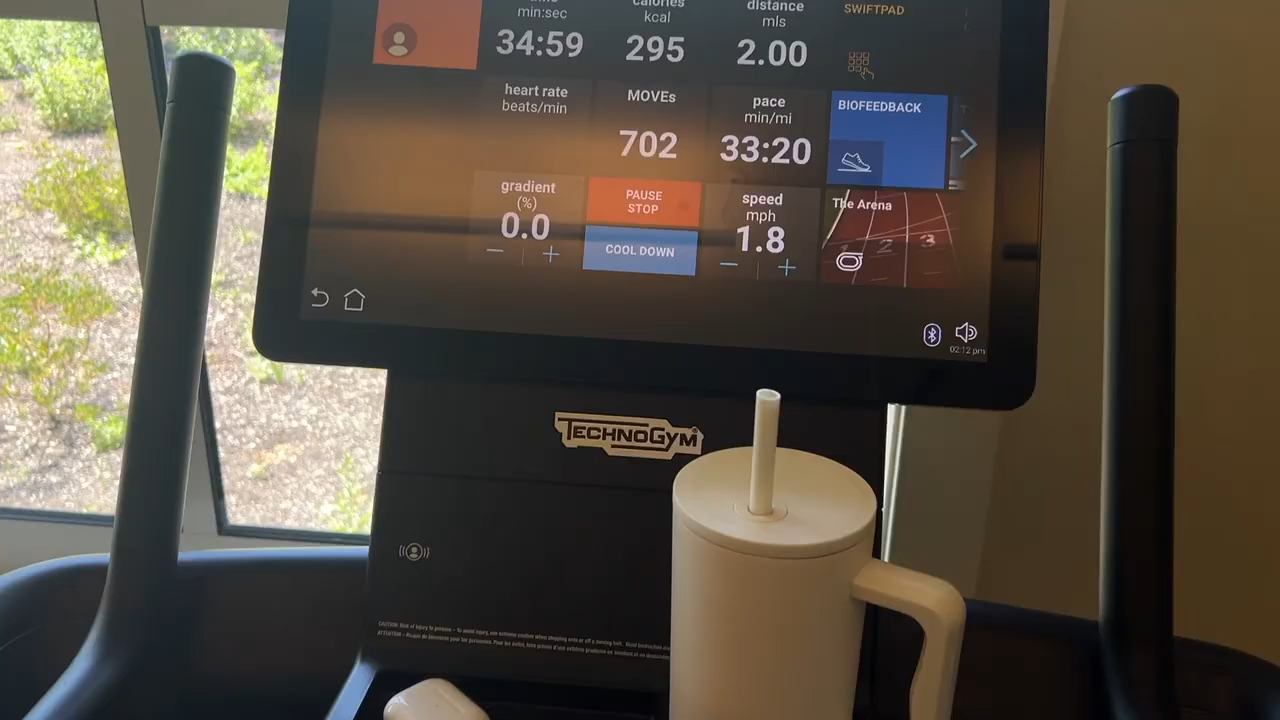 min:sec
34:59
calories
kcal
295
distance
mls
2.00
SWIFTPAD
heart rate
beats/min
MOVEs
702
pace
min/mi
33:20
BIOFEEDBACK
gradient
(%)
0.0
− +
PAUSE
STOP
COOL DOWN
speed
mph
1.8
− +
The Arena
1 2 3
02:12 pm
TECHNOGYM®